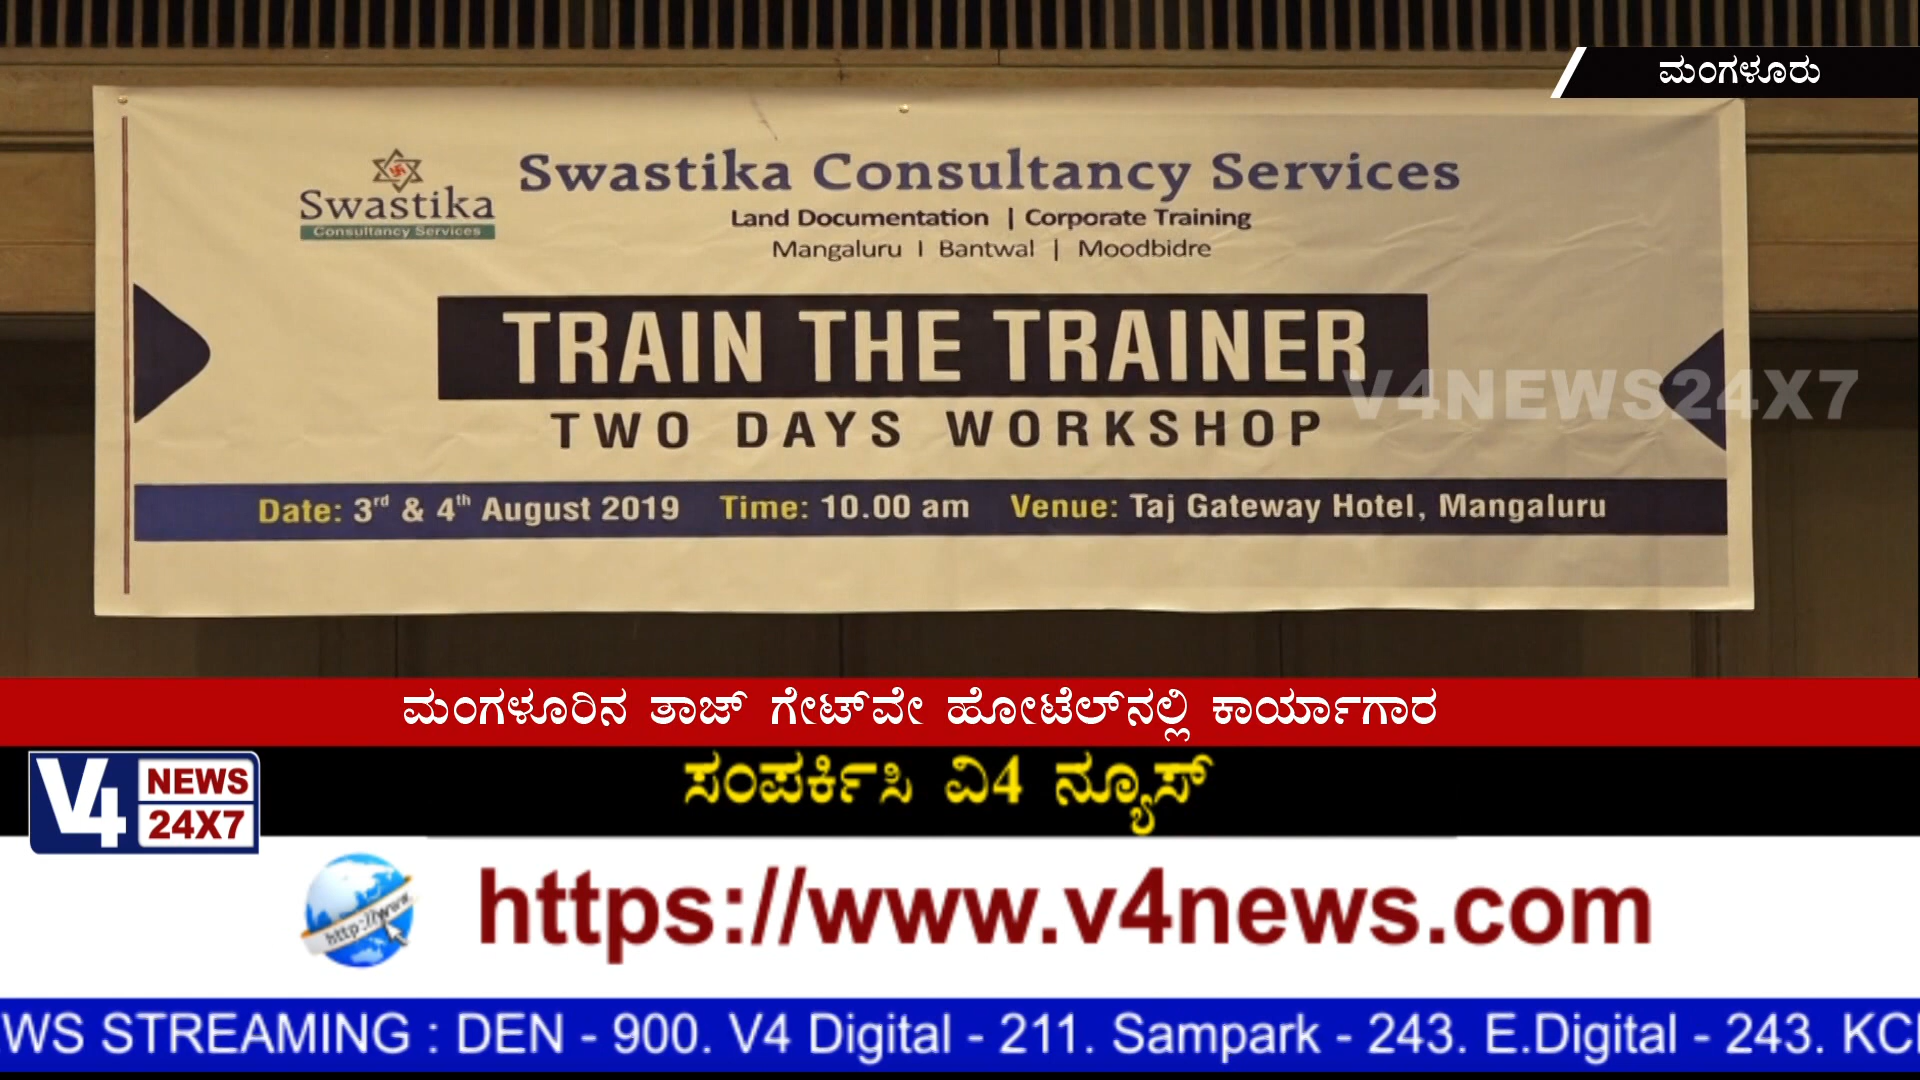 ಮಂಗಳೂರು
Swastika Consultancy Services
Swastika
Consultancy Services
Land Documentation | Corporate Training
Mangaluru I Bantwal | Moodbidre
TRAIN THE TRAINER
V4NEWS24X7
TWO DAYS WORKSHOP
Date: 3rd & 4th August 2019 Time: 10.00 am Venue: Taj Gateway Hotel, Mangaluru
ಮಂಗಳೂರಿನ ತಾಜ್ ಗೇಟ್‌ವೇ ಹೋಟೆಲ್‌ನಲ್ಲಿ ಕಾರ್ಯಾಗಾರ
ಸಂಪರ್ಕಿಸಿ ವಿ4 ನ್ಯೂಸ್
V4 NEWS
24X7
http://www
https://www.v4news.com
WS STREAMING : DEN - 900. V4 Digital - 211. Sampark - 243. E.Digital - 243. KC